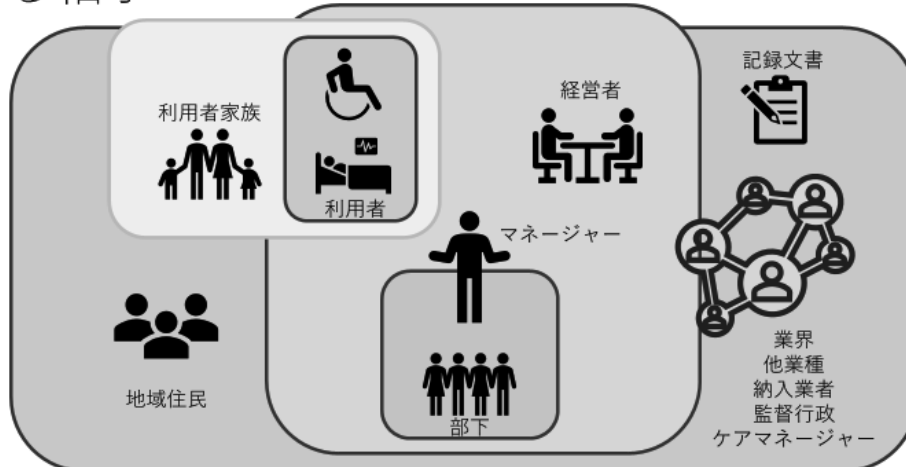 記録文書
利用者家族
経営者
利用者
マネージャー
業界
他業種
納入業者
監督行政
ケアマネージャー
地域住民
部下